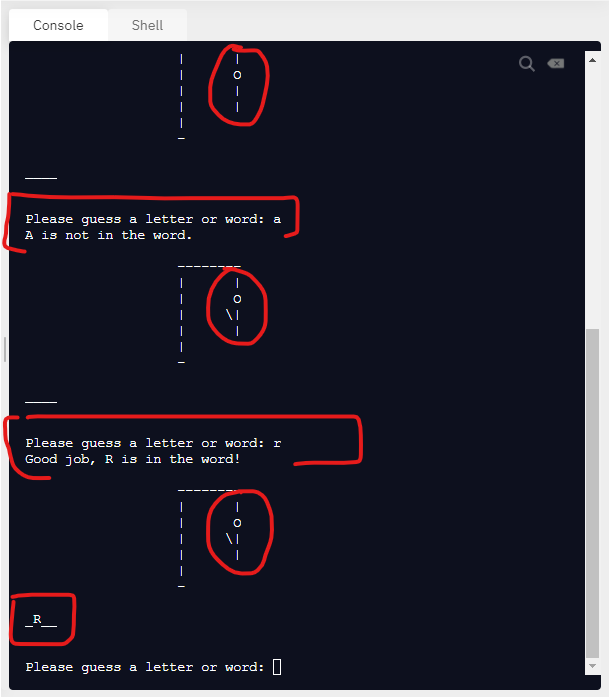 Console Shell
|       |
|      O
|       |
|       |
|
_
____
Please guess a letter or word: a
A is not in the word.
________
|       |
|      O
|      \|
|       |
|
_
____
Please guess a letter or word: r
Good job, R is in the word!
________
|       |
|      O
|      \|
|       |
|
_
_R__
Please guess a letter or word: